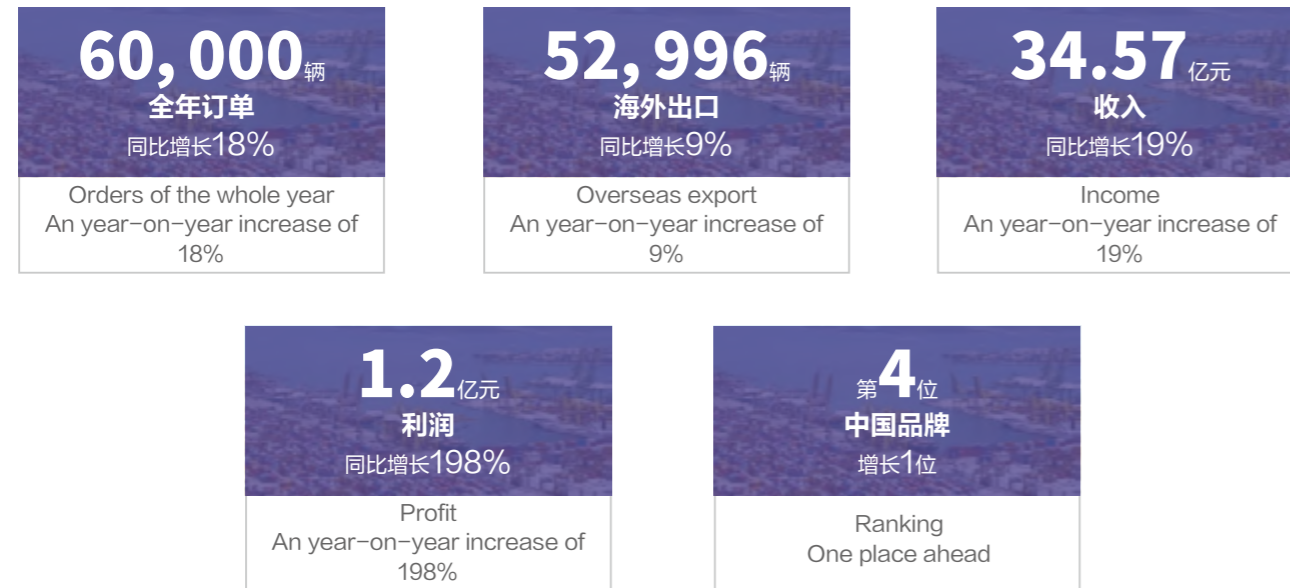 60,000辆
全年订单
同比增长18%
Orders of the whole year
An year-on-year increase of
18%
52,996辆
海外出口
同比增长9%
Overseas export
An year-on-year increase of
9%
34.57亿元
收入
同比增长19%
Income
An year-on-year increase of
19%
1.2亿元
利润
同比增长198%
Profit
An year-on-year increase of
198%
第4位
中国品牌
增长1位
Ranking
One place ahead